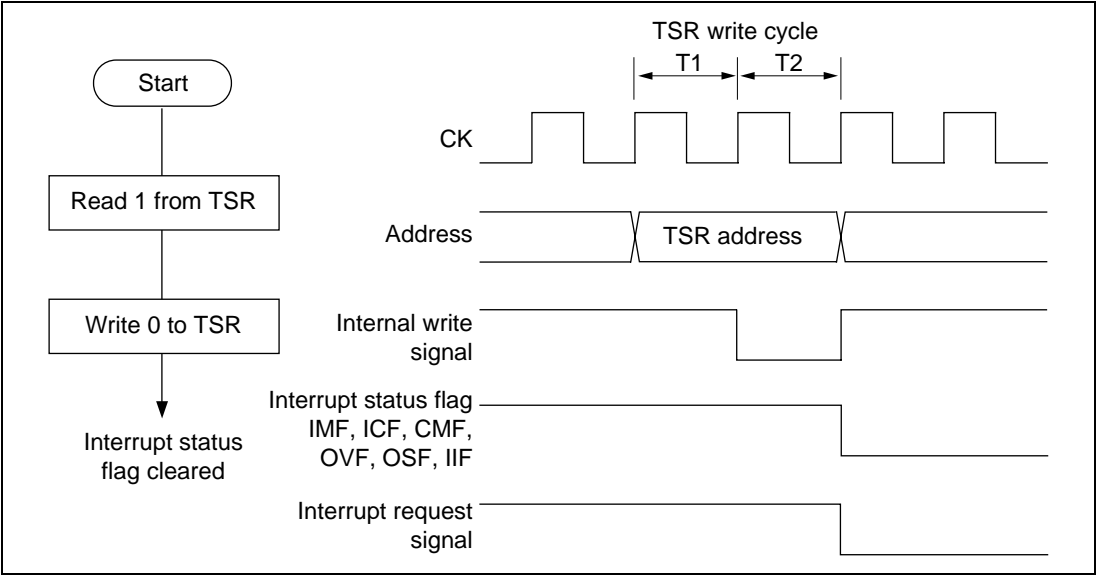 Start
Read 1 from TSR
Write 0 to TSR
Interrupt status
flag cleared
TSR write cycle
T1
T2
CK
Address
TSR address
Internal write
signal
Interrupt status flag
IMF, ICF, CMF,
OVF, OSF, IIF
Interrupt request
signal